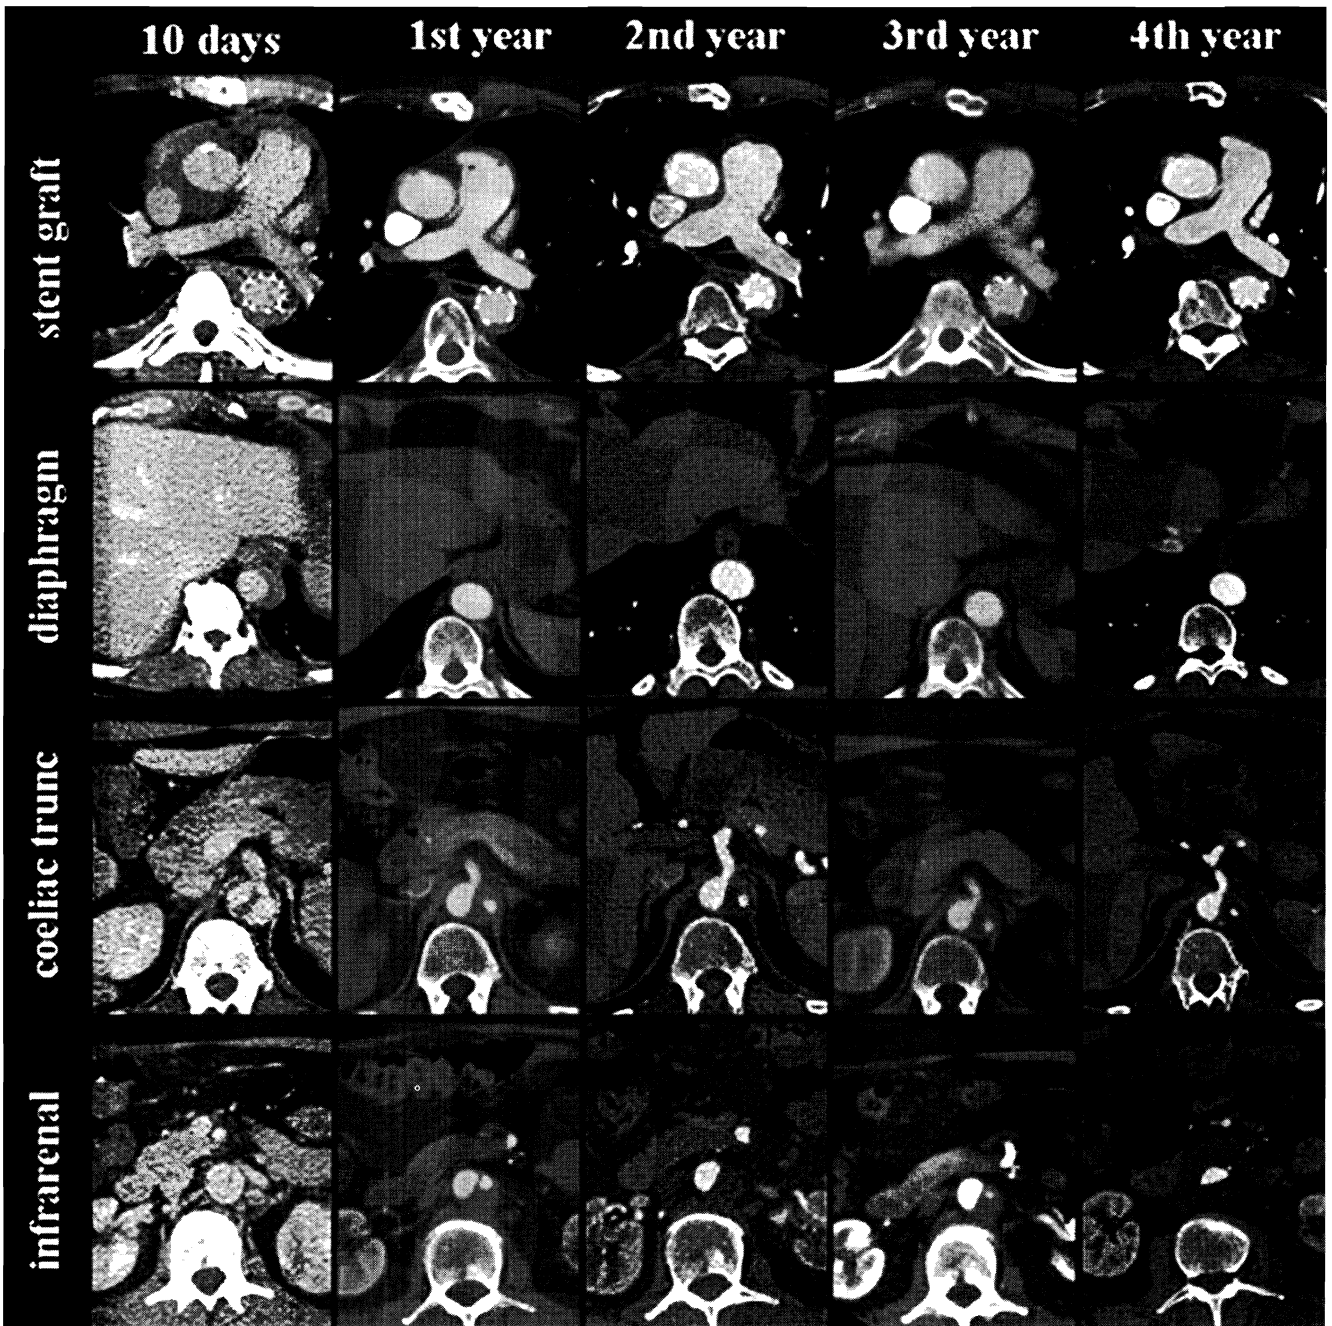 10 days
1st year
2nd year
3rd year
4th year
stent graft
diaphragm
coeliac trunc
infrarenal